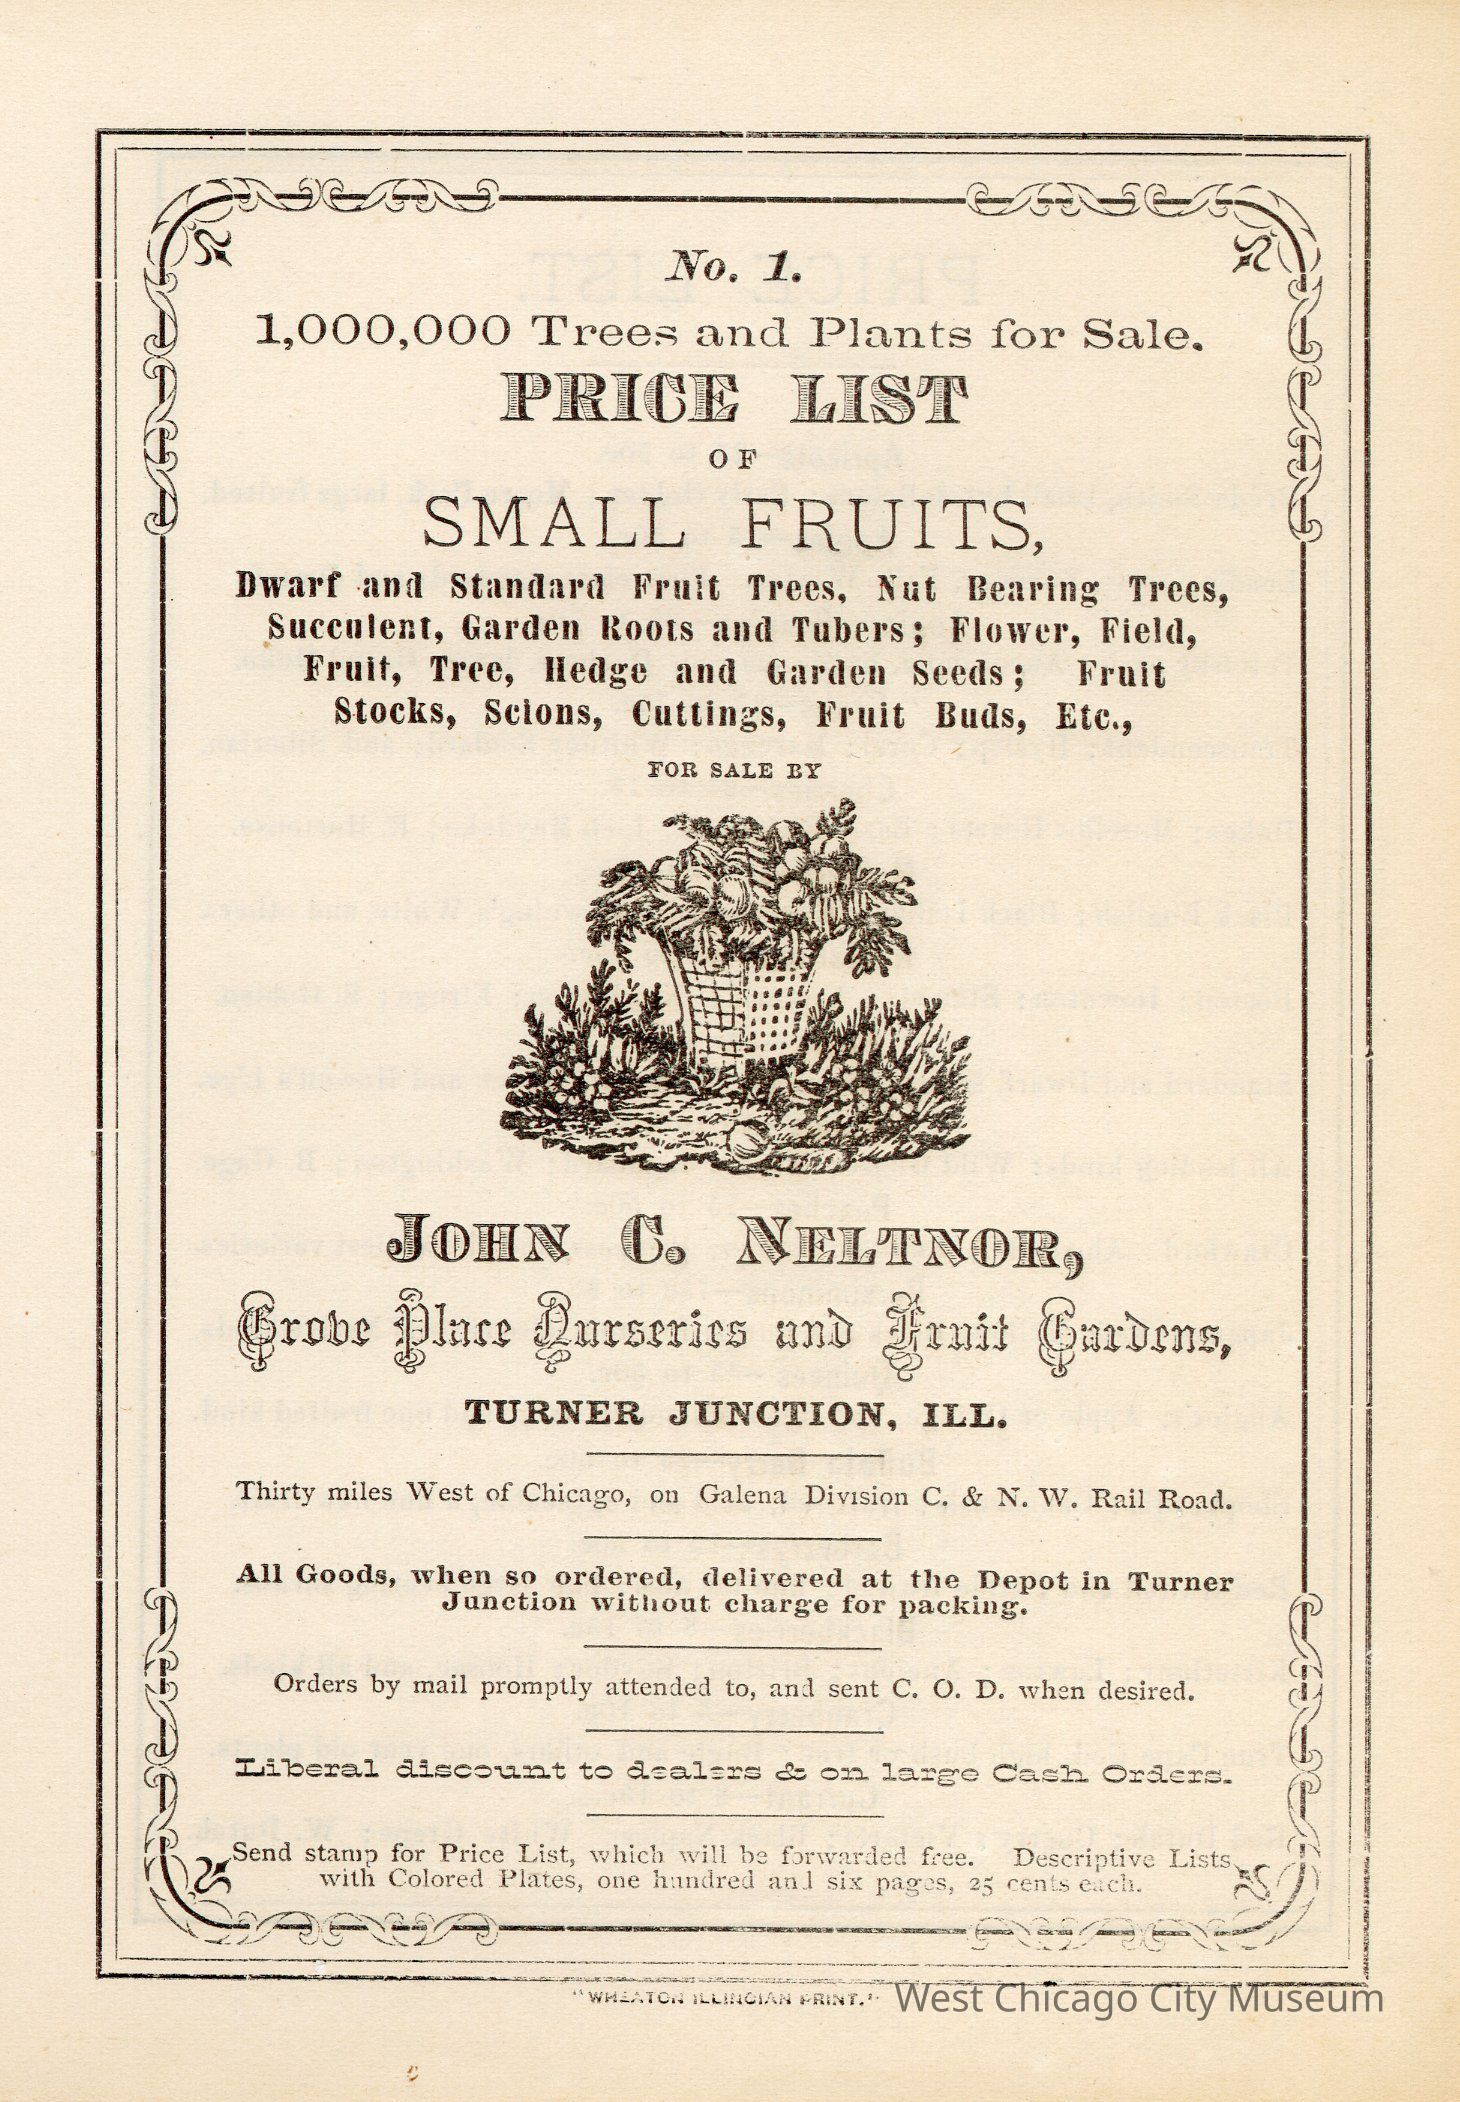 No. 1.
1,000,000 Trees and Plants for Sale.
PRICE LIST
OF
SMALL FRUITS,
Dwarf and Standard Fruit Trees, Nut Bearing Trees,
Succulent, Garden Roots and Tubers; Flower, Field,
Fruit, Tree, Hedge and Garden Seeds; Fruit
Stocks, Scions, Cuttings, Fruit Buds, Etc.,
FOR SALE BY
JOHN C. NELTNOR,
Grove Place Nurseries and Fruit Gardens,
TURNER JUNCTION, ILL.
Thirty miles West of Chicago, on Galena Division C. & N. W. Rail Road.
All Goods, when so ordered, delivered at the Depot in Turner
Junction without charge for packing.
Orders by mail promptly attended to, and sent C. O. D. when desired.
Liberal discount to dealers & on large Cash Orders.
Send stamp for Price List, which will be forwarded free. Descriptive Lists
with Colored Plates, one hundred and six pages, 25 cents each.
"WHEATON ILLINOIAN PRINT."
West Chicago City Museum